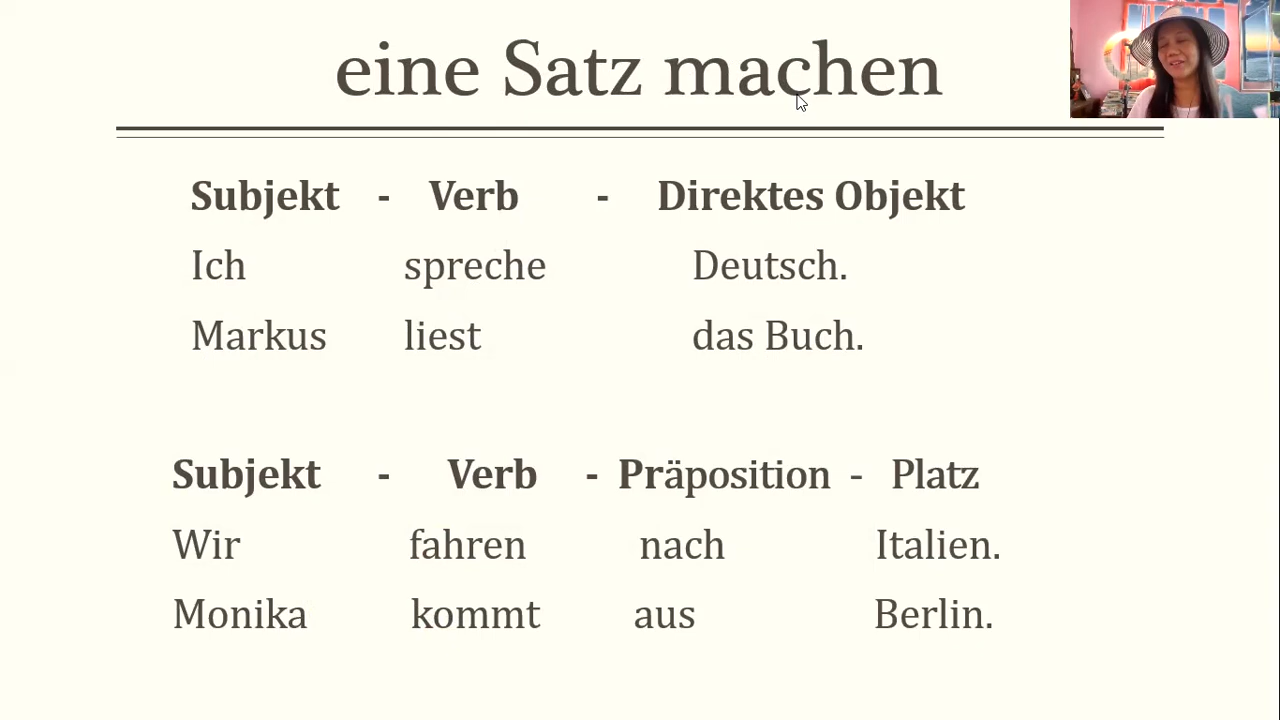 eine Satz machen
Subjekt - Verb - Direktes Objekt
Ich spreche Deutsch.
Markus liest das Buch.
Subjekt - Verb - Präposition - Platz
Wir fahren nach Italien.
Monika kommt aus Berlin.